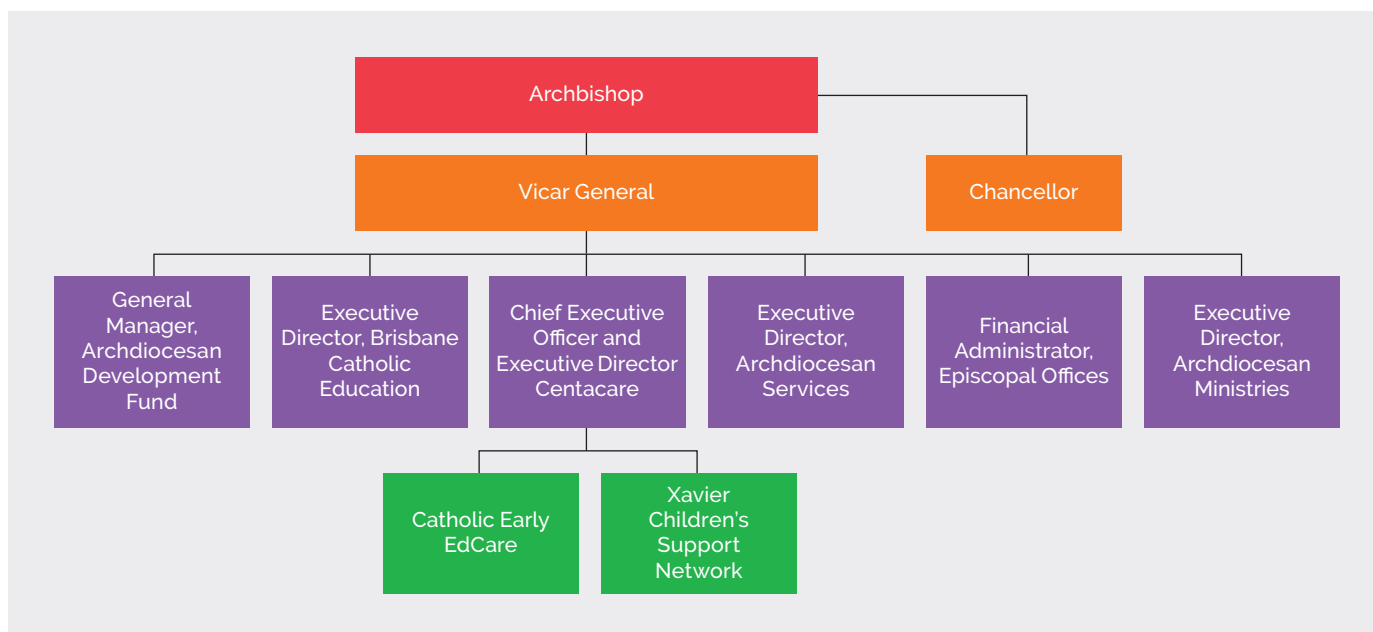 Archbishop
Vicar General
Chancellor
General
Manager,
Archdiocesan
Development
Fund
Executive
Director, Brisbane
Catholic
Education
Chief Executive
Officer and
Executive Director
Centacare
Executive
Director,
Archdiocesan
Services
Financial
Administrator,
Episcopal Offices
Executive
Director,
Archdiocesan
Ministries
Catholic Early
EdCare
Xavier
Children’s
Support
Network